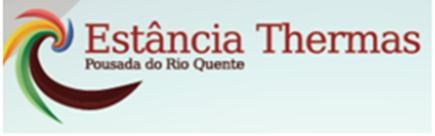 Estância Thermas
Pousada do Rio Quente